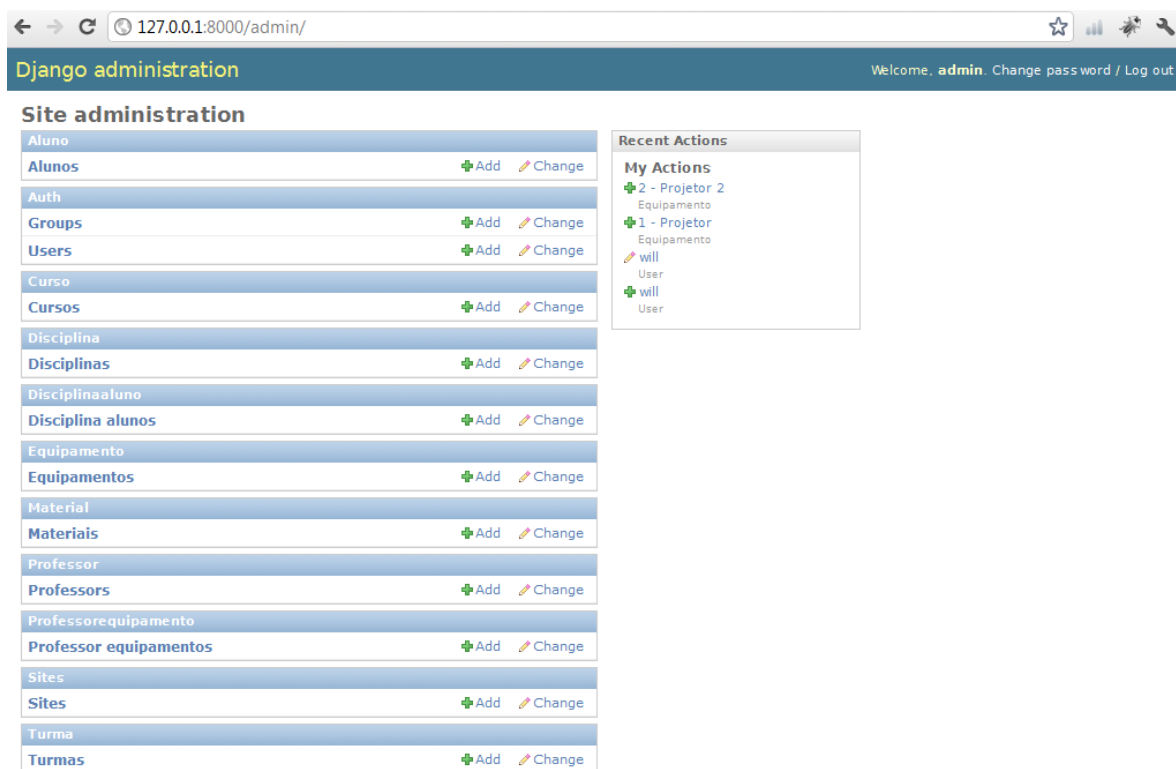 127.0.0.1:8000/admin/
Django administration
Welcome, admin. Change password / Log out
Site administration
Aluno
Alunos Add Change
Auth
Groups Add Change
Users Add Change
Curso
Cursos Add Change
Disciplina
Disciplinas Add Change
Disciplinaaluno
Disciplina alunos Add Change
Equipamento
Equipamentos Add Change
Material
Materiais Add Change
Professor
Professors Add Change
Professorequipamento
Professor equipamentos Add Change
Sites
Sites Add Change
Turma
Turmas Add Change
Recent Actions
My Actions
2 - Projetor 2
Equipamento
1 - Projetor
Equipamento
will
User
will
User